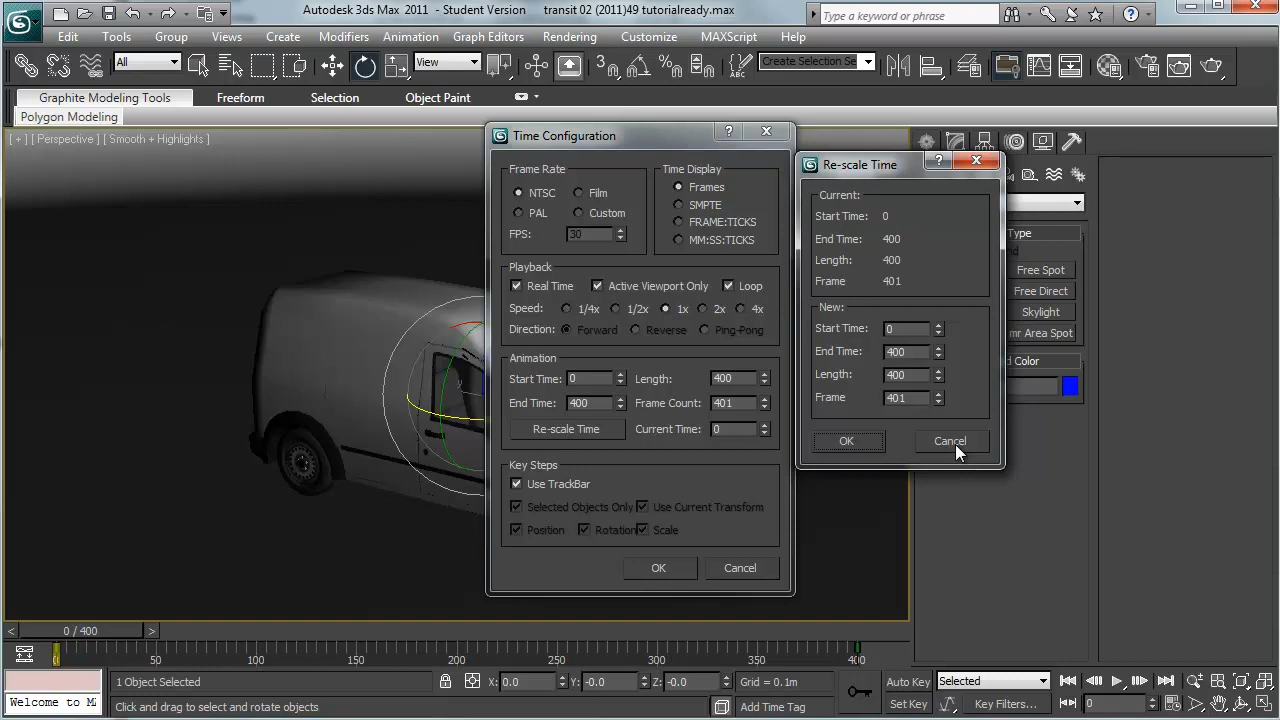 Autodesk 3ds Max 2011 - Student Version transit 02 (2011)49 tutorialready.max
Type a keyword or phrase
Edit Tools Group Views Create Modifiers Animation Graph Editors Rendering Customize MAXScript Help
All View Create Selection Se
Graphite Modeling Tools Freeform Selection Object Paint
Polygon Modeling
[ + ] [ Perspective ] [ Smooth + Highlights ]
Time Configuration
Frame Rate
NTSC Film
PAL Custom
FPS: 30
Time Display
Frames
SMPTE
FRAME:TICKS
MM:SS:TICKS
Playback
Real Time Active Viewport Only Loop
Speed: 1/4x 1/2x 1x 2x 4x
Direction: Forward Reverse Ping-Pong
Animation
Start Time: 0 Length: 400
End Time: 400 Frame Count: 401
Re-scale Time Current Time: 0
Key Steps
Use TrackBar
Selected Objects Only Use Current Transform
Position Rotation Scale
OK Cancel
Re-scale Time
Current:
Start Time: 0
End Time: 400
Length: 400
Frame 401
New:
Start Time: 0
End Time: 400
Length: 400
Frame 401
OK Cancel
Type
Free Spot
Free Direct
Skylight
mr Area Spot
d Color
< 0 / 400 >
0 50 100 150 200 250 300 350 400
1 Object Selected X: 0.0 Y: -0.0 Z: -0.0 Grid = 0.1m Auto Key Selected
Welcome to MA Click and drag to select and rotate objects Add Time Tag Set Key Key Filters... 0